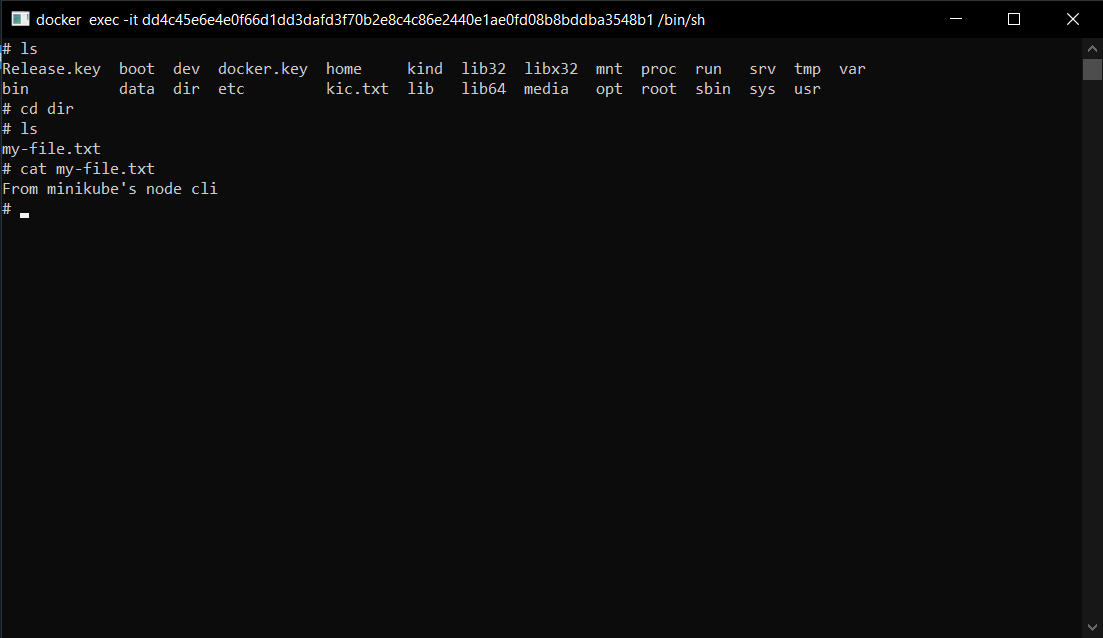 docker  exec -it dd4c45e6e4e0f66d1dd3dafd3f70b2e8c4c86e2440e1ae0fd08b8bddba3548b1 /bin/sh
# ls
Release.key  boot  dev  docker.key  home     kind  lib32  libx32  mnt  proc  run   srv  tmp  var
bin          data  dir  etc         kic.txt  lib   lib64  media   opt  root  sbin  sys  usr
# cd dir
# ls
my-file.txt
# cat my-file.txt
From minikube's node cli
#